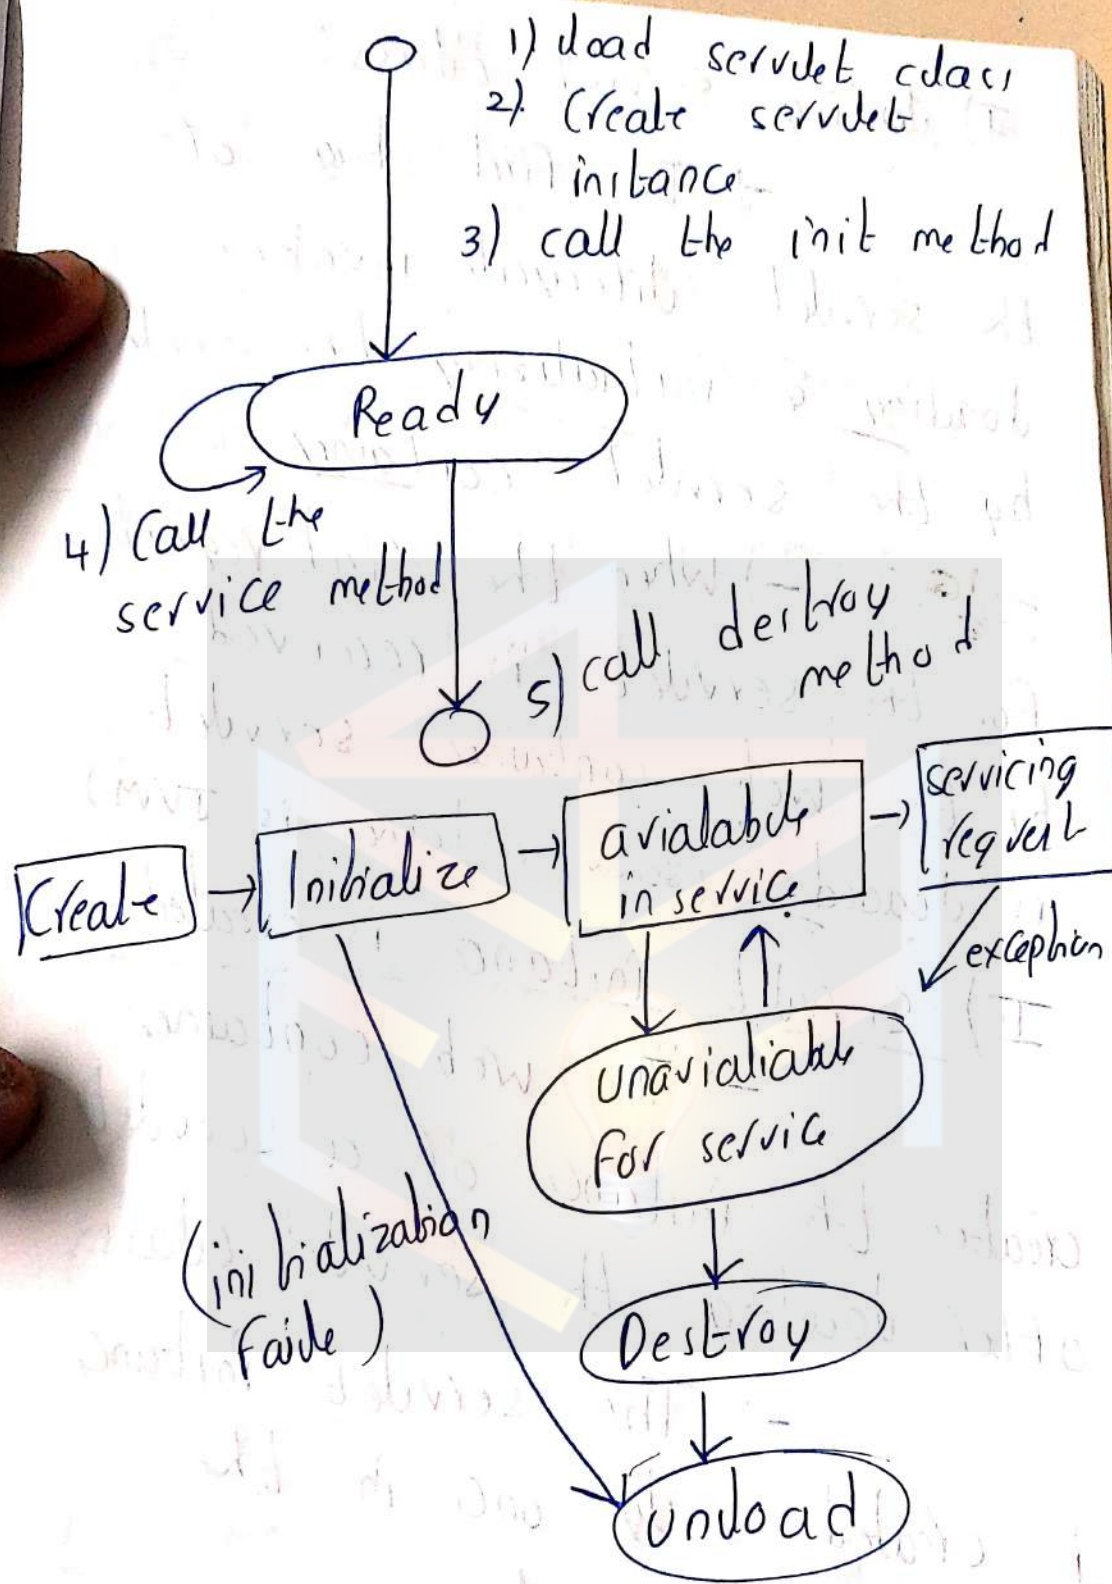 1) load servlet class
2) Create servlet
instance
3) call the init method
Ready
4) Call the
service method
5) call destroy
method
servicing
request
avialable
in service
Initialize
Create
exception
unavialiable
for service
(initialization
Faile)
Destroy
unload